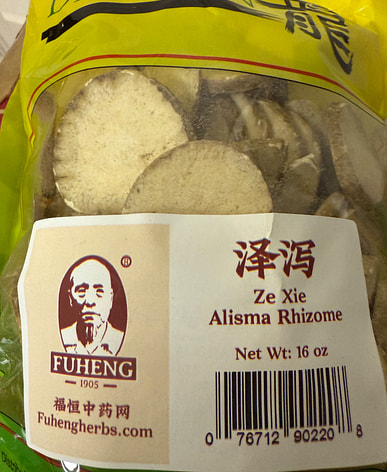 泽泻
Ze Xie
Alisma Rhizome
Net Wt: 16 oz
®
FUHENG
1905
福恒中药网
Fuhengherbs.com
0 76712 90220 8